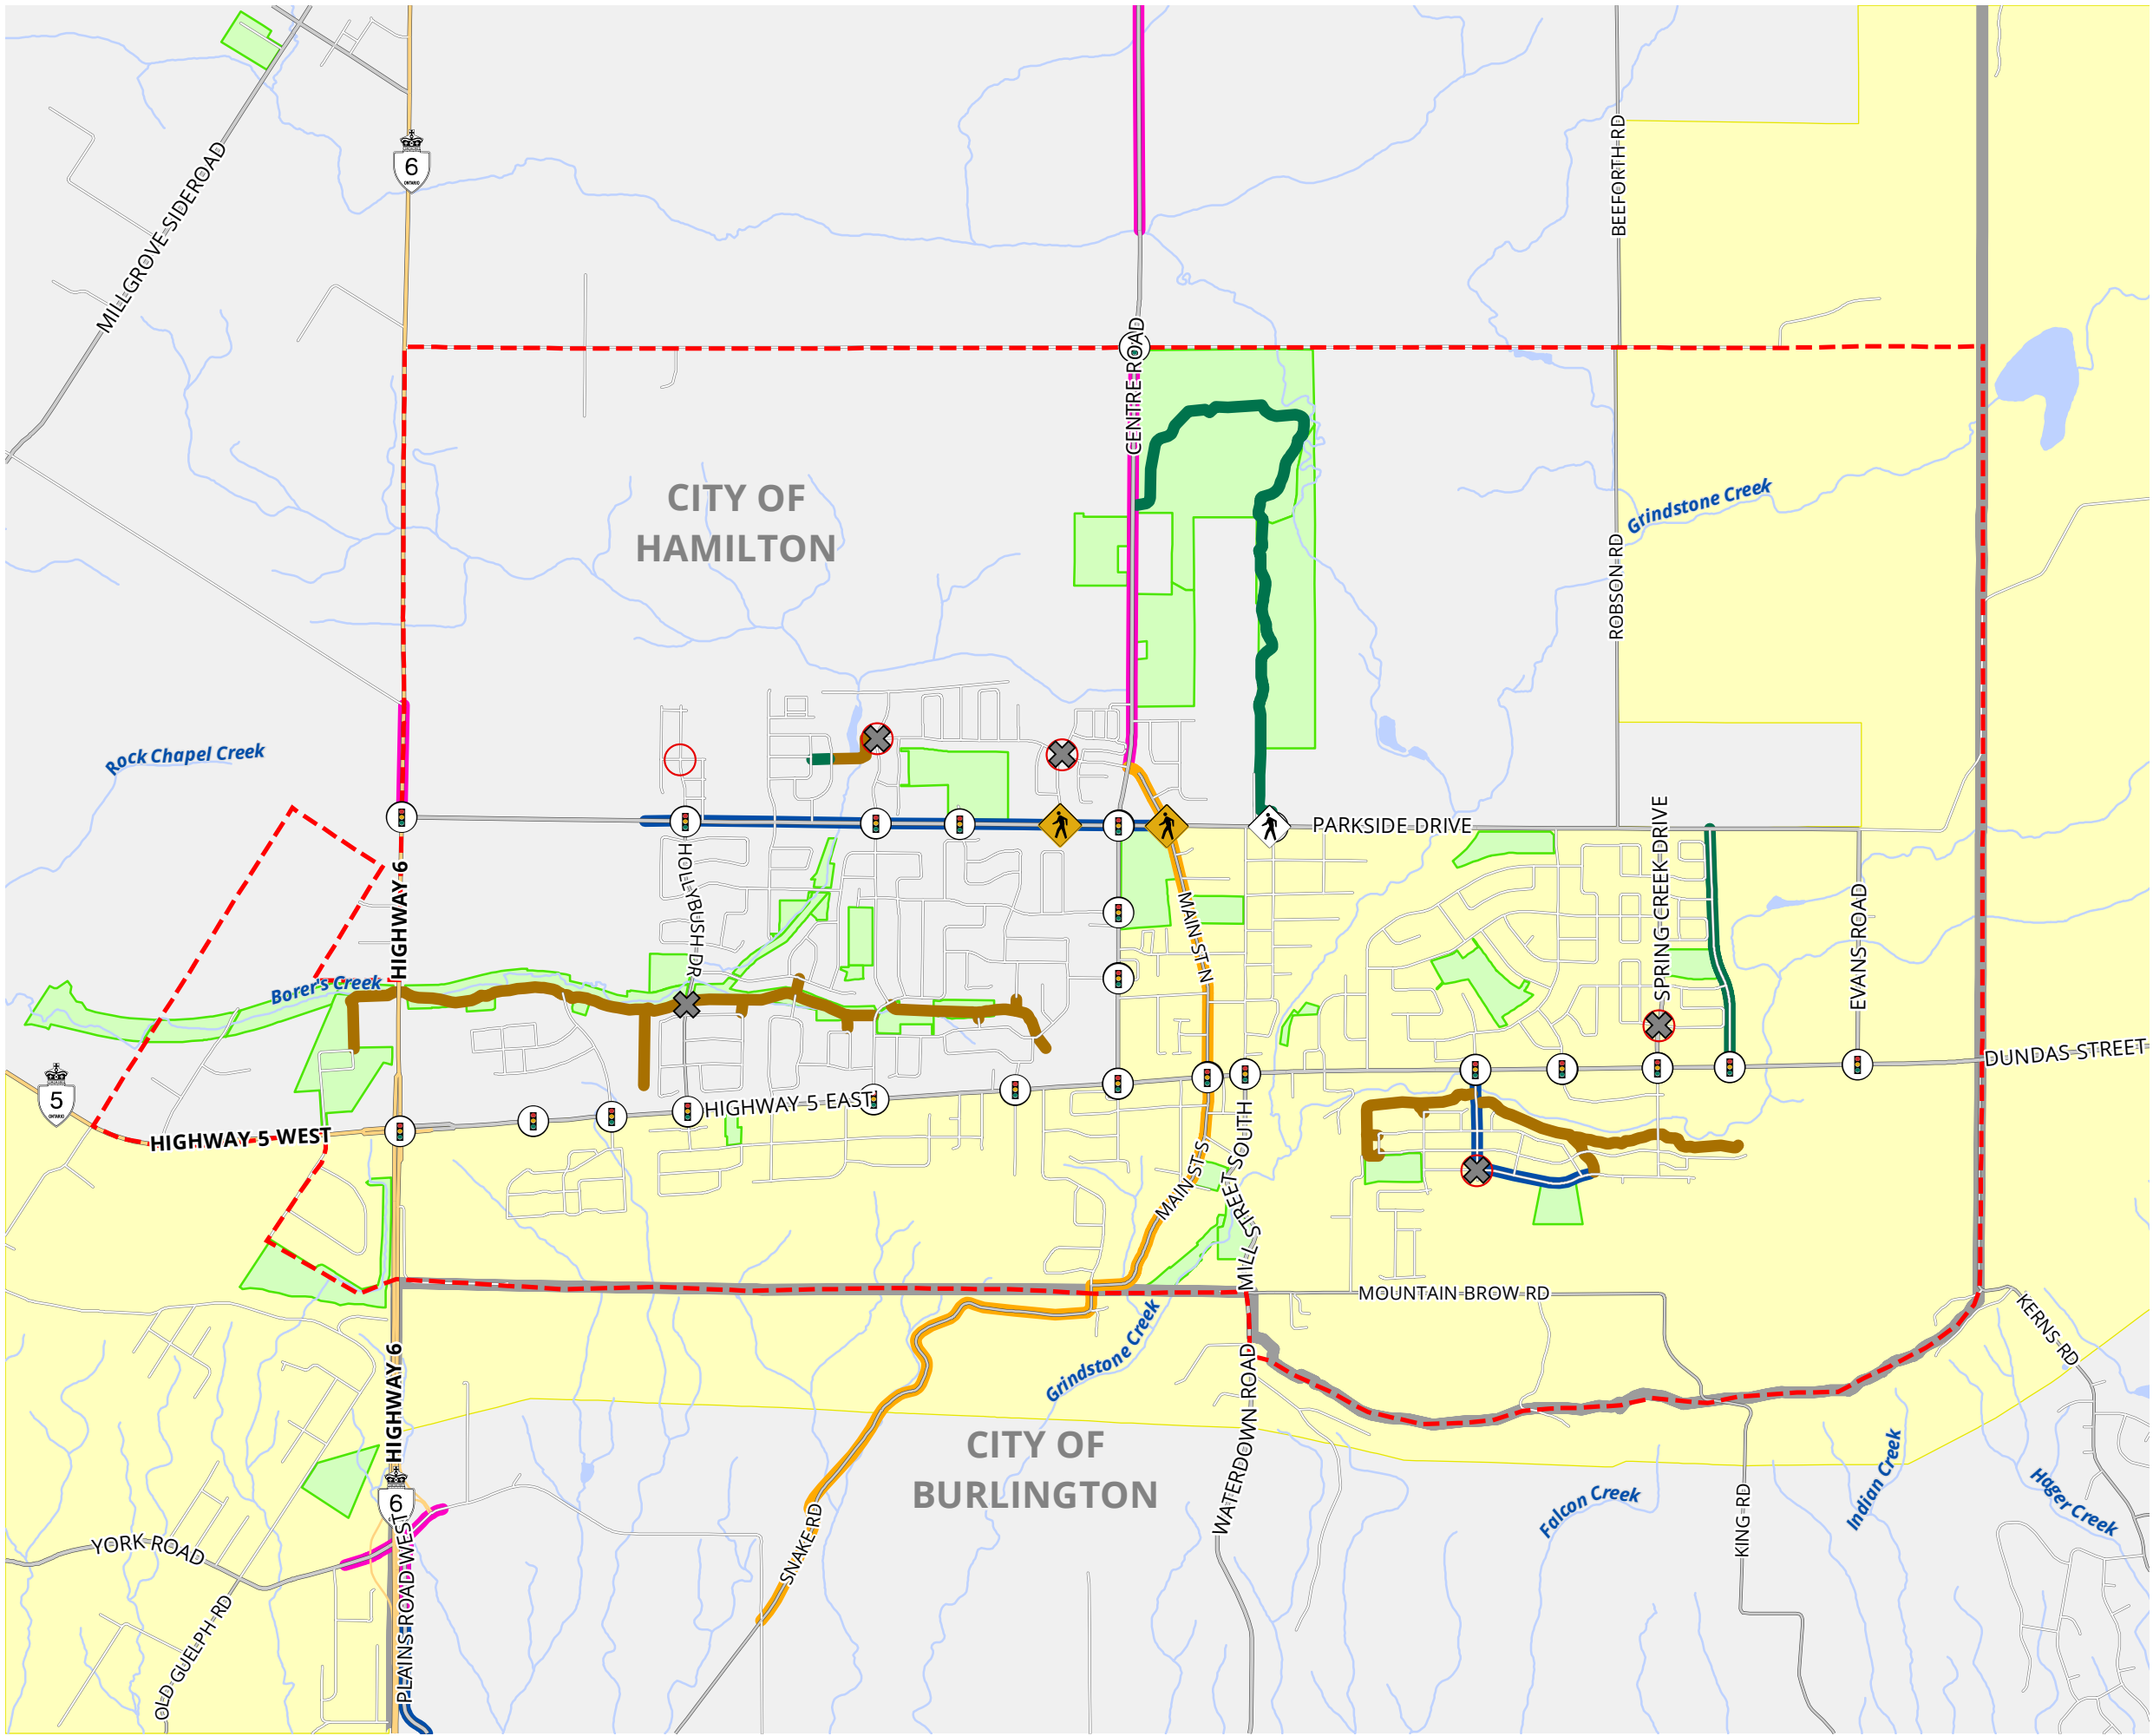 MILLGROVE SIDEROAD
6
ONTARIO
BEEFORTH RD
CENTRE ROAD
CITY OF
HAMILTON
Grindstone Creek
ROBSON RD
Rock Chapel Creek
PARKSIDE DRIVE
HIGHWAY 6
HOLLYBUSH DR
MAIN ST N
SPRING CREEK DRIVE
EVANS ROAD
Borer's Creek
5
ONTARIO
HIGHWAY 5 WEST
HIGHWAY 5 EAST
DUNDAS STREET
MAIN ST S
MILL STREET SOUTH
MOUNTAIN BROW RD
KERNS RD
Grindstone Creek
HIGHWAY 6
WATERDOWN ROAD
CITY OF
BURLINGTON
6
YORK ROAD
PLAINS ROAD WEST
OLD GUELPH RD
SNAKE RD
Falcon Creek
KING RD
Indian Creek
Hager Creek